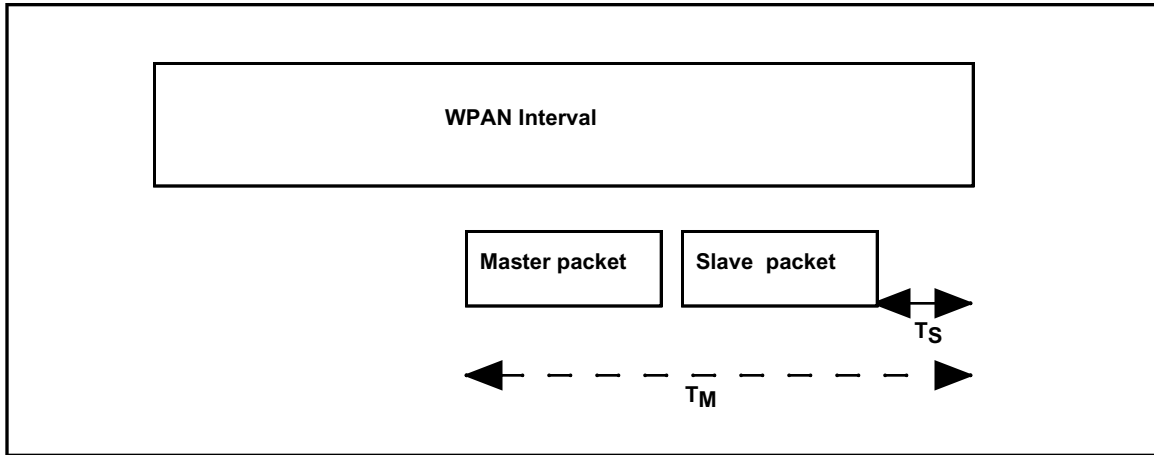 WPAN Interval
Master packet
Slave packet
TS
TM